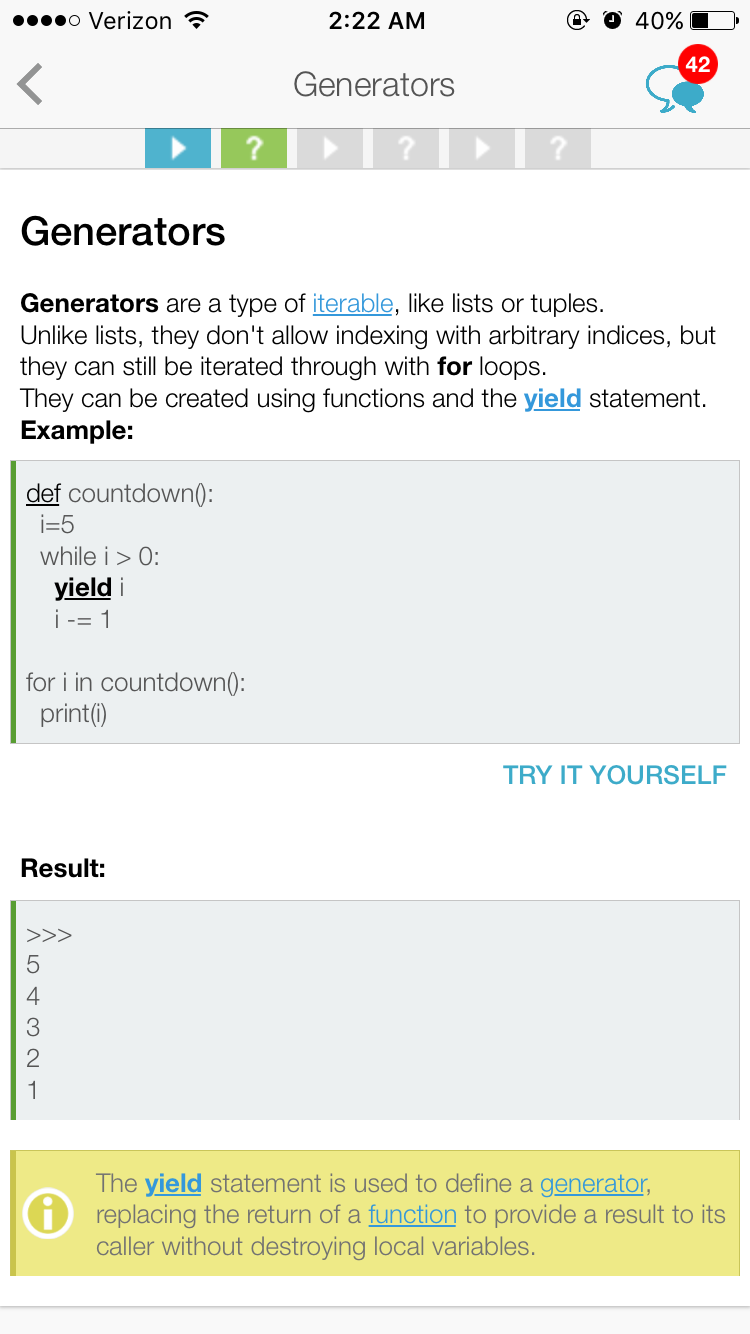 Verizon 2:22 AM 40%
Generators 42
? ? ?
Generators
Generators are a type of iterable, like lists or tuples.
Unlike lists, they don't allow indexing with arbitrary indices, but
they can still be iterated through with for loops.
They can be created using functions and the yield statement.
Example:
def countdown():
  i=5
  while i > 0:
    yield i
    i -= 1

for i in countdown():
  print(i)
TRY IT YOURSELF
Result:
>>>
5
4
3
2
1
The yield statement is used to define a generator,
replacing the return of a function to provide a result to its
caller without destroying local variables.